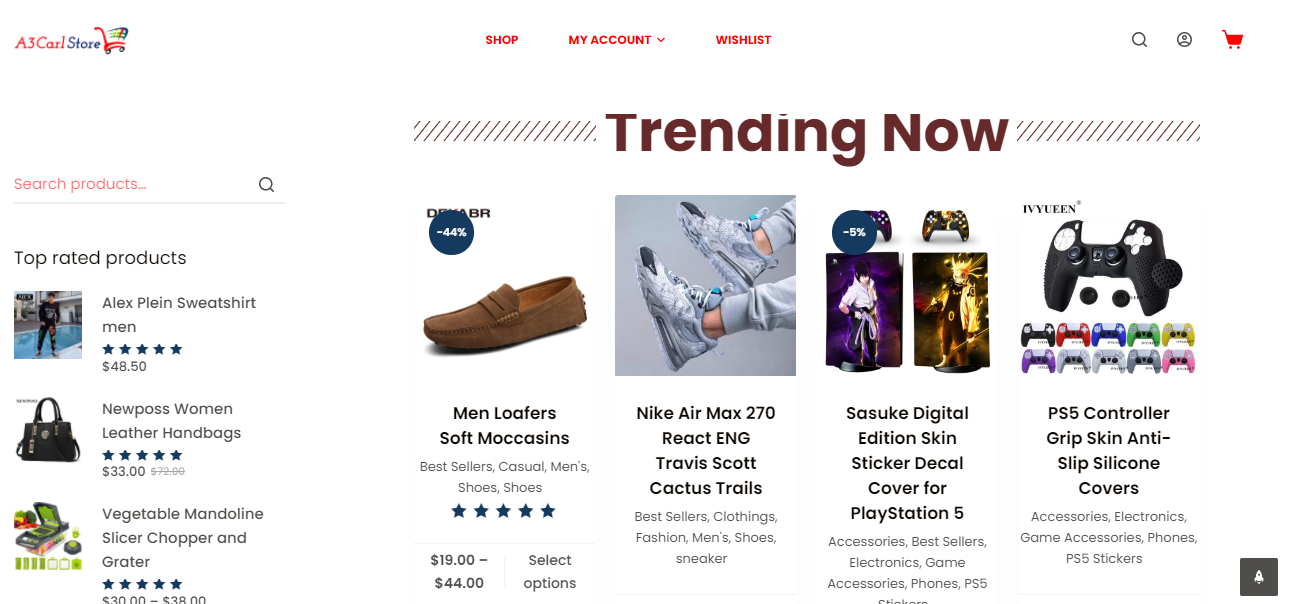 A3Carl Store
SHOP
MY ACCOUNT
WISHLIST
Trending Now
Search products...
Top rated products
ALEX
Alex Plein Sweatshirt
men
$48.50
NEWPOSS
Newposs Women
Leather Handbags
$33.00 $72.00
Vegetable Mandoline
Slicer Chopper and
Grater
$30.00 – $38.00
DEKABR
-44%
Men Loafers
Soft Moccasins
Best Sellers, Casual, Men's,
Shoes, Shoes
$19.00 –
$44.00
Select
options
Nike Air Max 270
React ENG
Travis Scott
Cactus Trails
Best Sellers, Clothings,
Fashion, Men's, Shoes,
sneaker
-5%
Sasuke Digital
Edition Skin
Sticker Decal
Cover for
PlayStation 5
Accessories, Best Sellers,
Electronics, Game
Accessories, Phones, PS5
Stickers
IVYUEEN®
IVYUEEN
PS5 Controller
Grip Skin Anti-
Slip Silicone
Covers
Accessories, Electronics,
Game Accessories, Phones,
PS5 Stickers